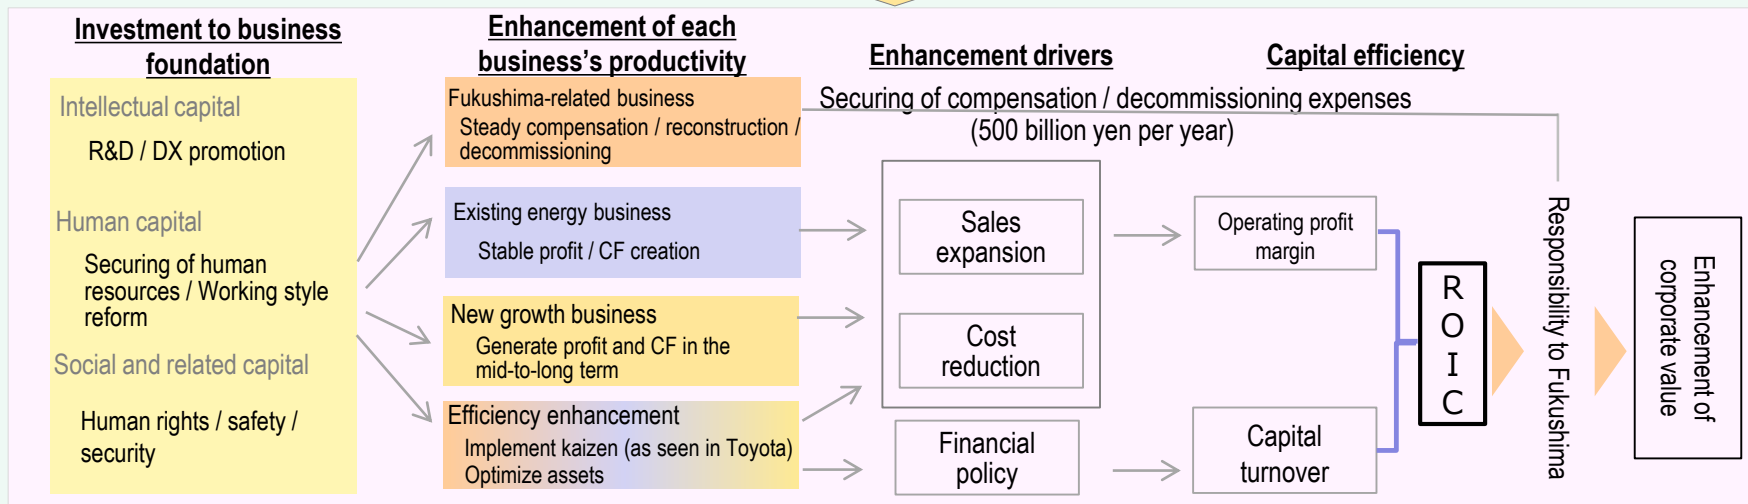 Investment to business
foundation
Intellectual capital
R&D / DX promotion
Human capital
Securing of human
resources / Working style
reform
Social and related capital
Human rights / safety /
security
Enhancement of each
business's productivity
Fukushima-related business
Steady compensation / reconstruction /
decommissioning
Existing energy business
Stable profit / CF creation
New growth business
Generate profit and CF in the
mid-to-long term
Efficiency enhancement
Implement kaizen (as seen in Toyota)
Optimize assets
Enhancement drivers
Securing of compensation / decommissioning expenses
(500 billion yen per year)
Sales
expansion
Cost
reduction
Financial
policy
Capital efficiency
Operating profit
margin
Capital
turnover
ROIC
Responsibility to Fukushima
Enhancement of
corporate value